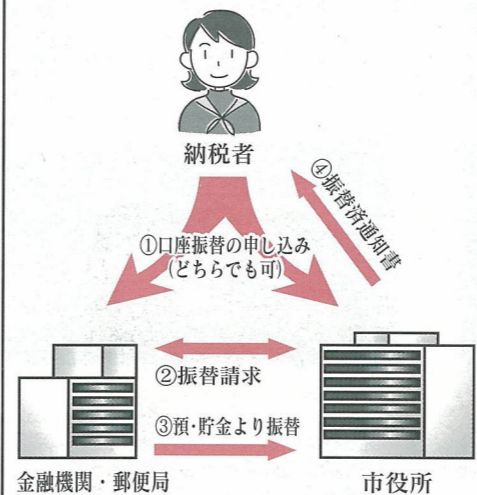 納税者
④振替済通知書
①口座振替の申し込み
(どちらでも可)
②振替請求
③預・貯金より振替
金融機関・郵便局
市役所